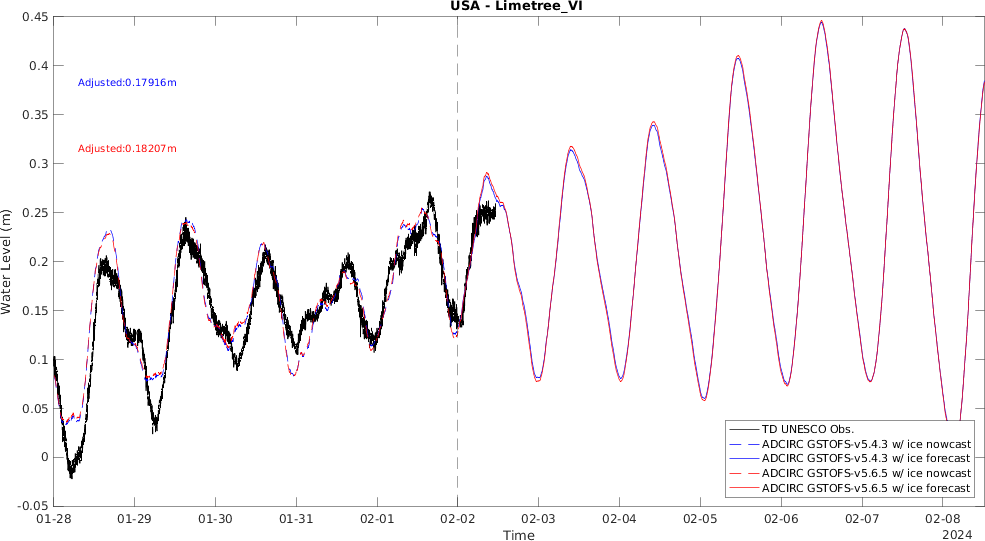 USA - Limetree_VI
0.45
0.4
0.35
0.3
0.25
0.2
0.15
0.1
0.05
0
-0.05
Water Level (m)
Adjusted:0.17916m
Adjusted:0.18207m
TD UNESCO Obs.
ADCIRC GSTOFS-v5.4.3 w/ ice nowcast
ADCIRC GSTOFS-v5.4.3 w/ ice forecast
ADCIRC GSTOFS-v5.6.5 w/ ice nowcast
ADCIRC GSTOFS-v5.6.5 w/ ice forecast
01-28 01-29 01-30 01-31 02-01 02-02 02-03 02-04 02-05 02-06 02-07 02-08
Time
2024